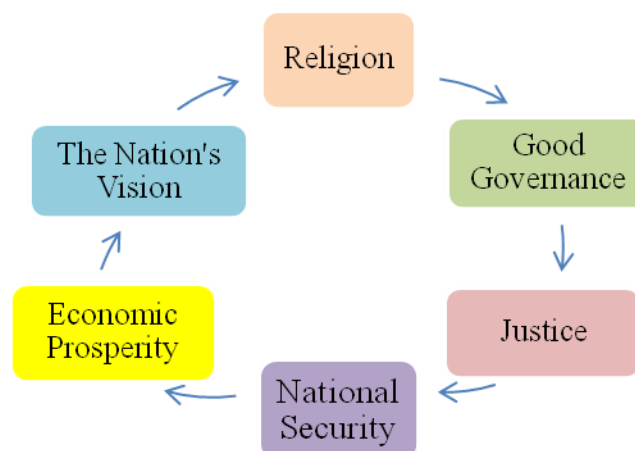 Religion
Good
Governance
Justice
National
Security
Economic
Prosperity
The Nation's
Vision